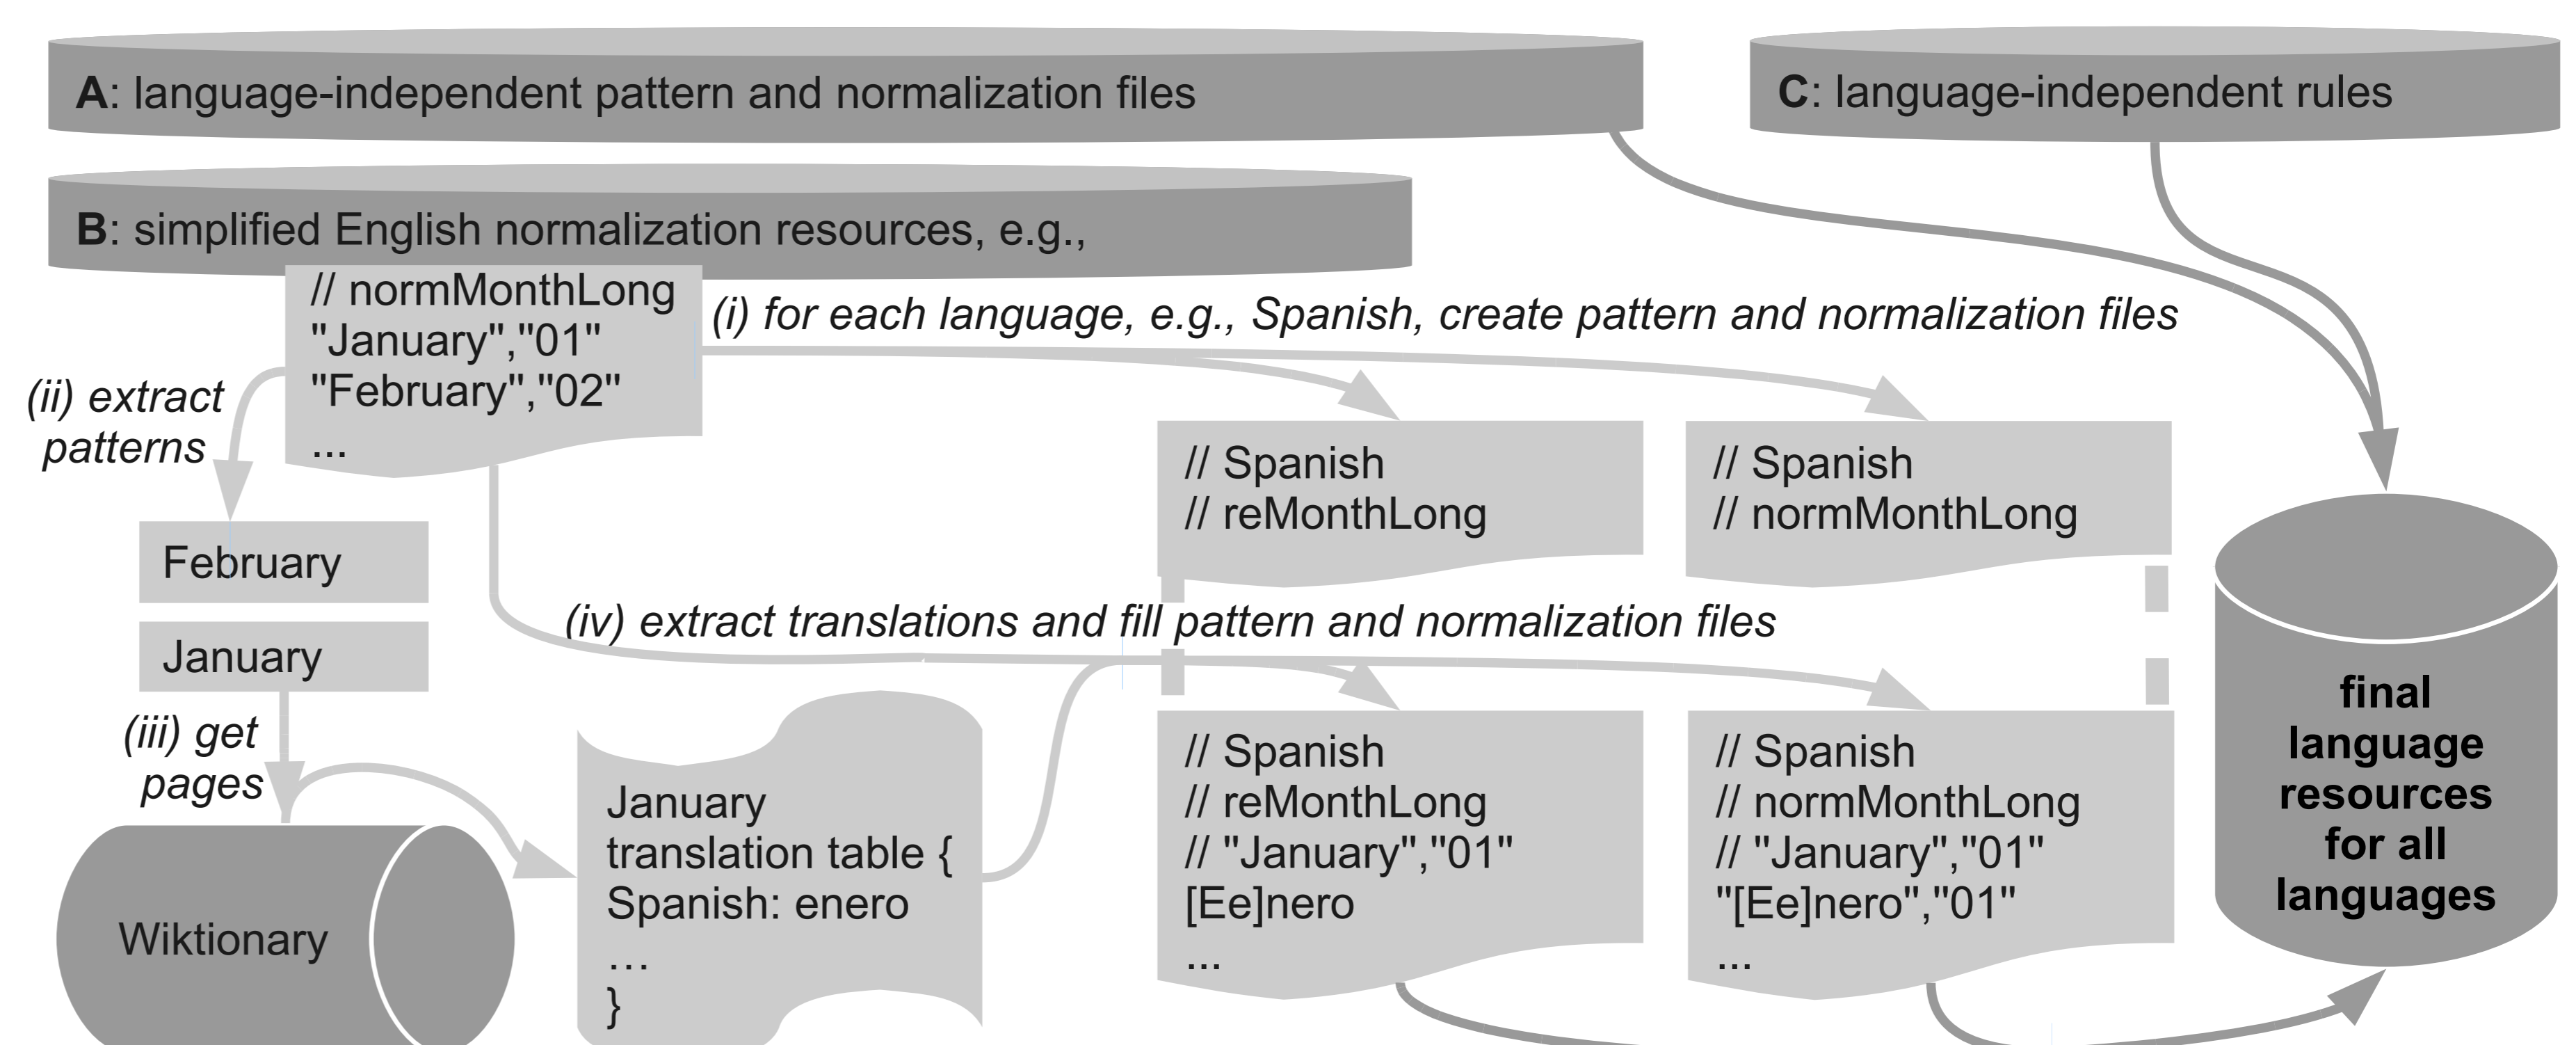 A: language-independent pattern and normalization files
C: language-independent rules
B: simplified English normalization resources, e.g.,
// normMonthLong
"January","01"
"February","02"
...
(i) for each language, e.g., Spanish, create pattern and normalization files
(ii) extract
patterns
February
January
// Spanish
// reMonthLong
// Spanish
// normMonthLong
(iv) extract translations and fill pattern and normalization files
(iii) get
pages
Wiktionary
January
translation table {
Spanish: enero
…
}
// Spanish
// reMonthLong
// "January","01"
[Ee]nero
...
// Spanish
// normMonthLong
// "January","01"
"[Ee]nero","01"
...
final
language
resources
for all
languages